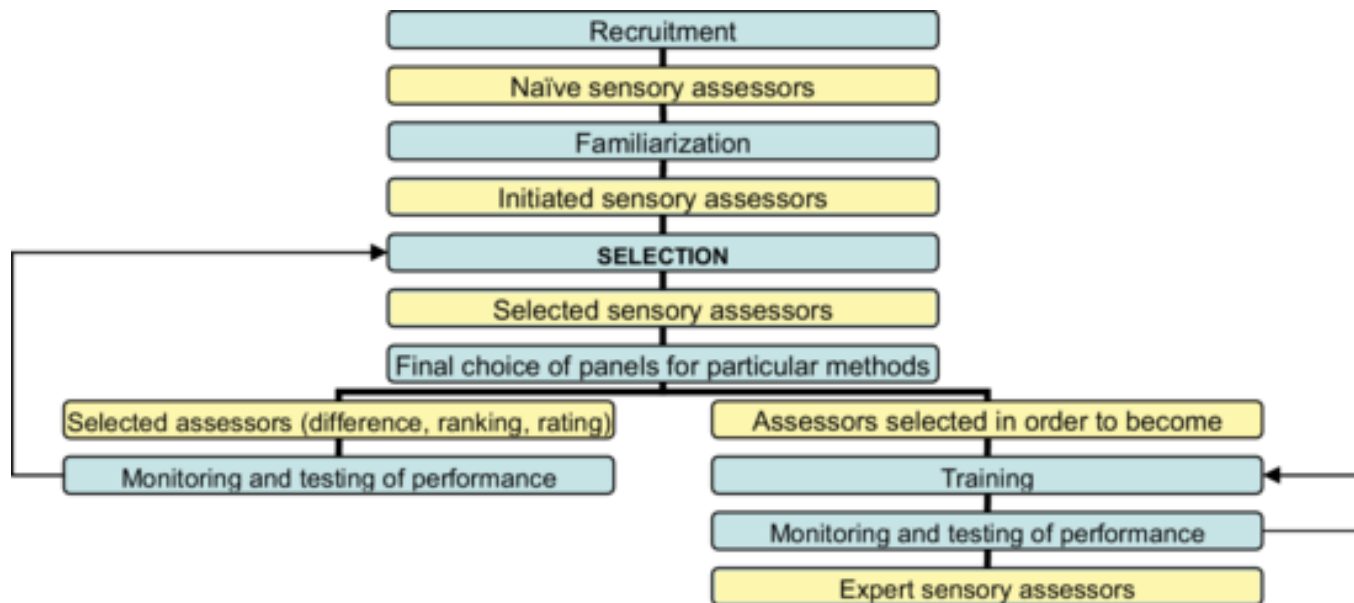 Recruitment
Naïve sensory assessors
Familiarization
Initiated sensory assessors
SELECTION
Selected sensory assessors
Final choice of panels for particular methods
Selected assessors (difference, ranking, rating)
Monitoring and testing of performance
Assessors selected in order to become
Training
Monitoring and testing of performance
Expert sensory assessors